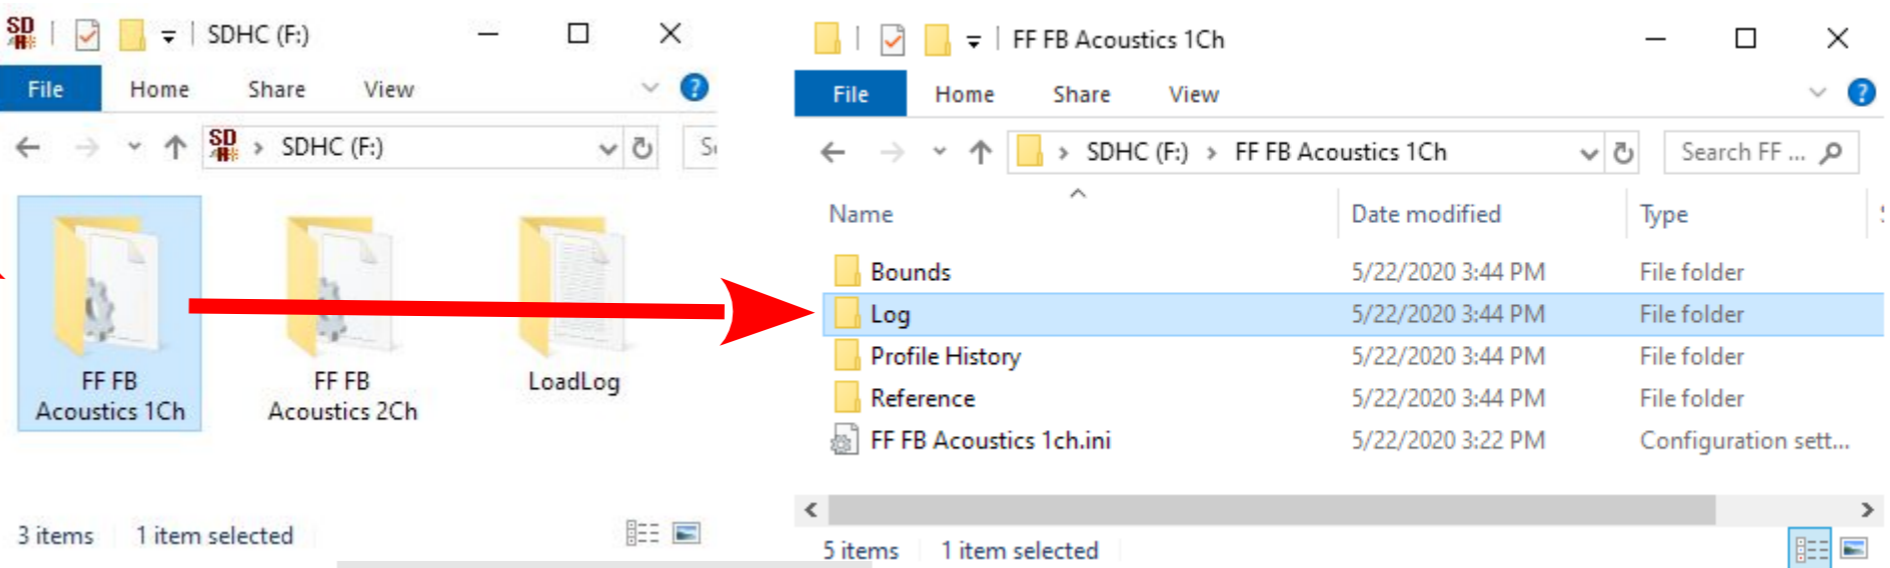 SD SDHC (F:)
File Home Share View
SD SDHC (F:)
FF FB
Acoustics 1Ch
FF FB
Acoustics 2Ch
LoadLog
3 items 1 item selected
FF FB Acoustics 1Ch
File Home Share View
SDHC (F:) FF FB Acoustics 1Ch Search FF ...
Name Date modified Type
Bounds 5/22/2020 3:44 PM File folder
Log 5/22/2020 3:44 PM File folder
Profile History 5/22/2020 3:44 PM File folder
Reference 5/22/2020 3:44 PM File folder
FF FB Acoustics 1ch.ini 5/22/2020 3:22 PM Configuration sett...
5 items 1 item selected